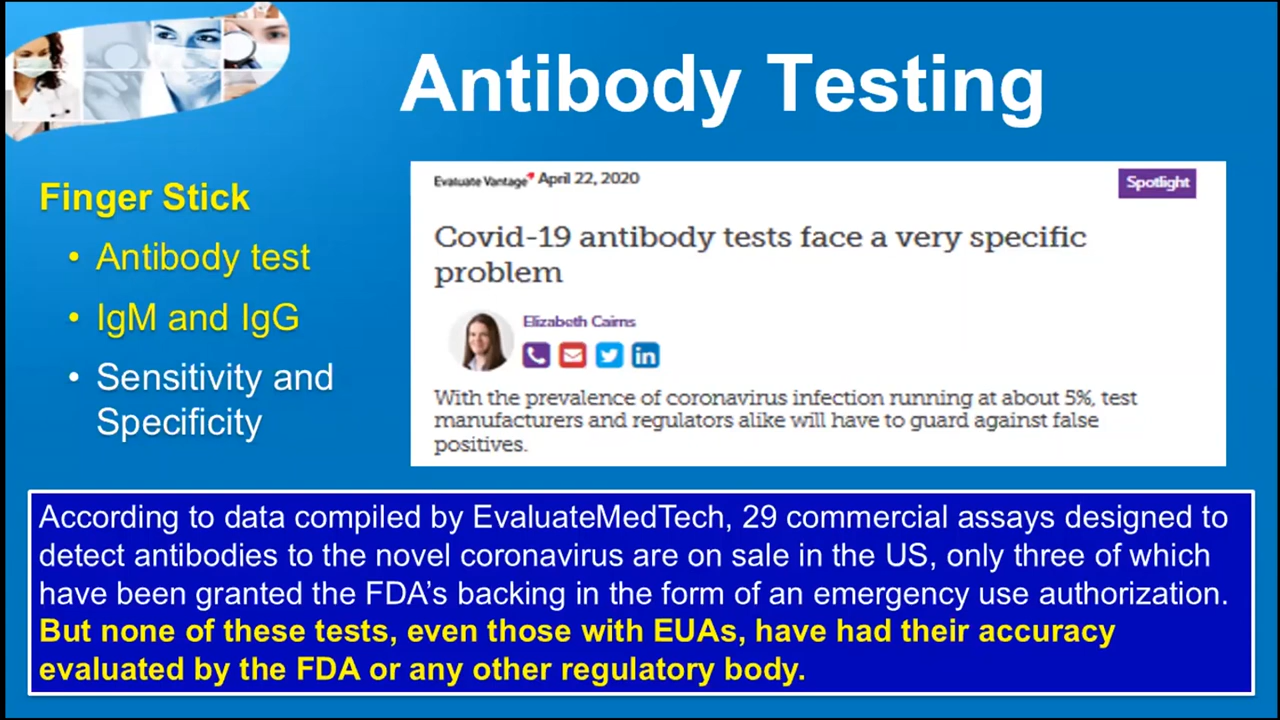 Antibody Testing
Finger Stick
• Antibody test
• IgM and IgG
• Sensitivity and
Specificity
Evaluate Vantage April 22, 2020
Spotlight
Covid-19 antibody tests face a very specific
problem
Elizabeth Cairns
in
With the prevalence of coronavirus infection running at about 5%, test
manufacturers and regulators alike will have to guard against false
positives.
According to data compiled by EvaluateMedTech, 29 commercial assays designed to
detect antibodies to the novel coronavirus are on sale in the US, only three of which
have been granted the FDA’s backing in the form of an emergency use authorization.
But none of these tests, even those with EUAs, have had their accuracy
evaluated by the FDA or any other regulatory body.